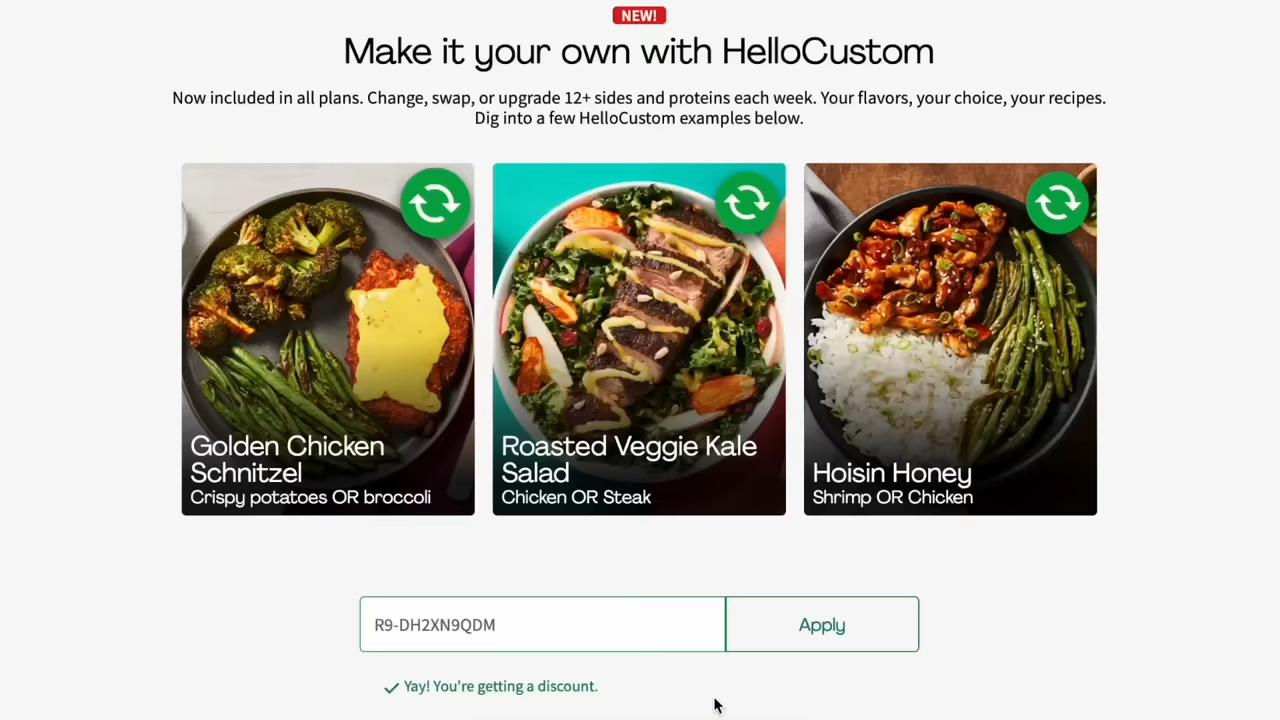 NEW!
Make it your own with HelloCustom
Now included in all plans. Change, swap, or upgrade 12+ sides and proteins each week. Your flavors, your choice, your recipes.
Dig into a few HelloCustom examples below.
Golden Chicken
Schnitzel
Crispy potatoes OR broccoli
Roasted Veggie Kale
Salad
Chicken OR Steak
Hoisin Honey
Shrimp OR Chicken
R9-DH2XN9QDM
Apply
Yay! You're getting a discount.